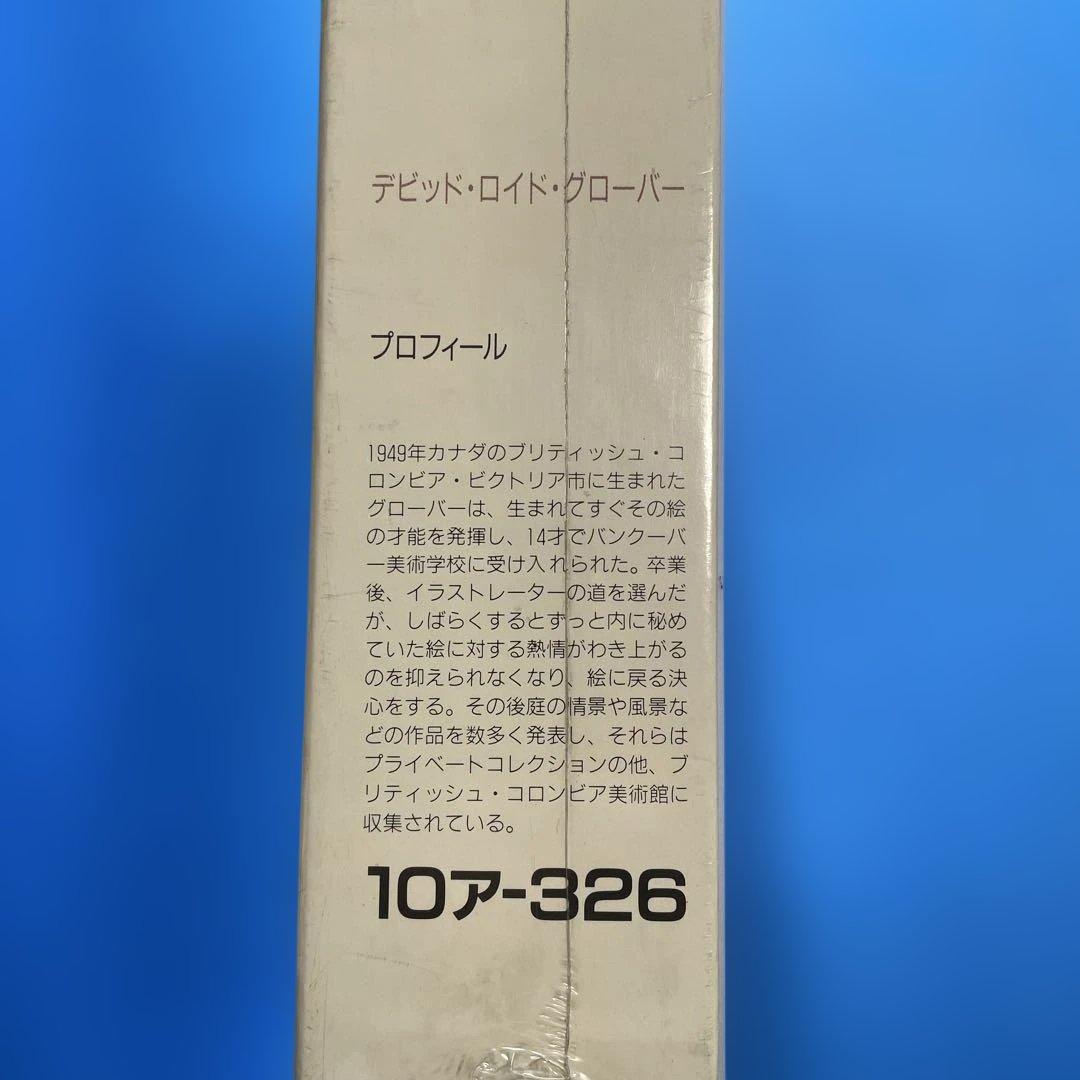 デビッド・ロイド・グローバー
プロフィール
1949年カナダのブリティッシュ・コ
ロンビア・ビクトリア市に生まれた
グローバーは、生まれてすぐその絵
の才能を発揮し、14才でバンクーバ
ー美術学校に受け入れられた。卒業
後、イラストレーターの道を選んだ
が、しばらくするとずっと内に秘め
ていた絵に対する熱情がわき上がる
のを抑えられなくなり、絵に戻る決
心をする。その後庭の情景や風景な
どの作品を数多く発表し、それらは
プライベートコレクションの他、ブ
リティッシュ・コロンビア美術館に
収集されている。
10ア-326